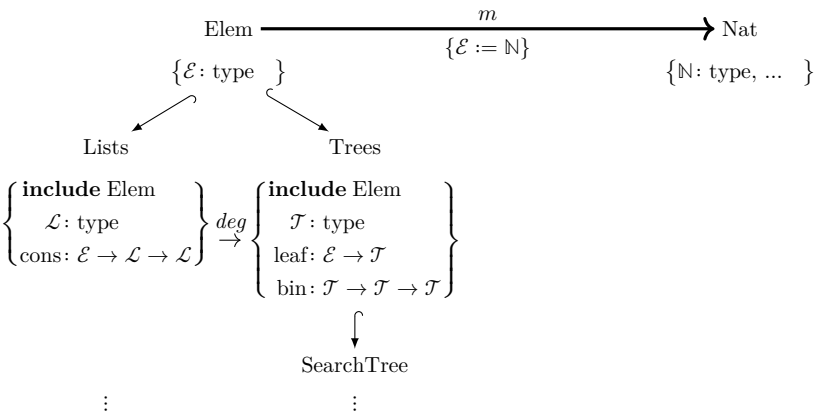 m
Elem Nat
{ℰ := ℕ}
{ℰ: type } {ℕ: type, ... }
Lists Trees
include Elem
ℒ: type
cons: ℰ → ℒ → ℒ
deg
include Elem
𝒯: type
leaf: ℰ → 𝒯
bin: 𝒯 → 𝒯 → 𝒯
SearchTree
⋮ ⋮